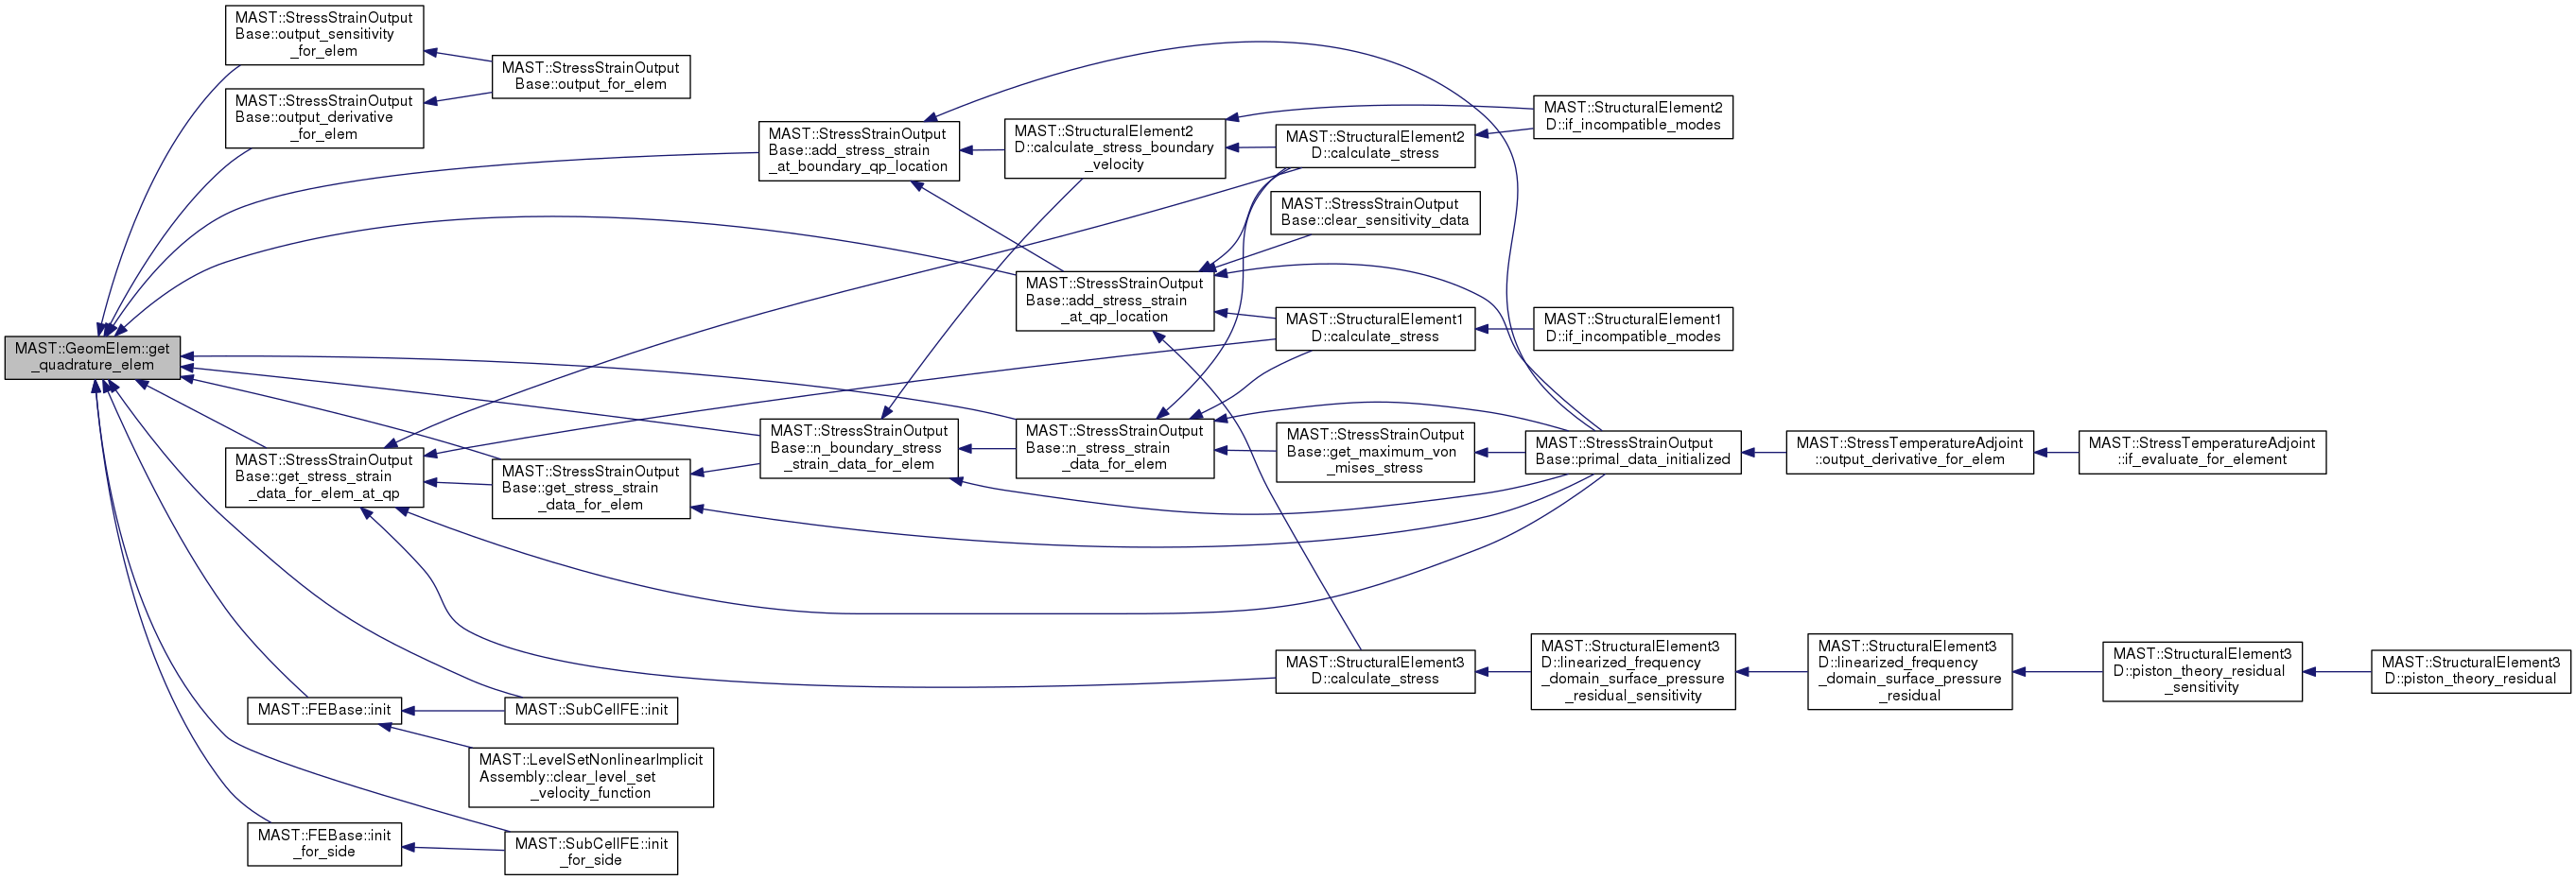 MAST::GeomElem::get
_quadrature_elem
MAST::StressStrainOutput
Base::output_sensitivity
_for_elem
MAST::StressStrainOutput
Base::output_derivative
_for_elem
MAST::StressStrainOutput
Base::output_for_elem
MAST::StressStrainOutput
Base::add_stress_strain
_at_boundary_qp_location
MAST::StructuralElement2
D::calculate_stress_boundary
_velocity
MAST::StructuralElement2
D::calculate_stress
MAST::StructuralElement2
D::if_incompatible_modes
MAST::StressStrainOutput
Base::clear_sensitivity_data
MAST::StressStrainOutput
Base::add_stress_strain
_at_qp_location
MAST::StructuralElement1
D::calculate_stress
MAST::StructuralElement1
D::if_incompatible_modes
MAST::StressStrainOutput
Base::get_stress_strain
_data_for_elem_at_qp
MAST::StressStrainOutput
Base::get_stress_strain
_data_for_elem
MAST::StressStrainOutput
Base::n_boundary_stress
_strain_data_for_elem
MAST::StressStrainOutput
Base::n_stress_strain
_data_for_elem
MAST::StressStrainOutput
Base::get_maximum_von
_mises_stress
MAST::StressStrainOutput
Base::primal_data_initialized
MAST::StressTemperatureAdjoint
::output_derivative_for_elem
MAST::StressTemperatureAdjoint
::if_evaluate_for_element
MAST::StructuralElement3
D::calculate_stress
MAST::StructuralElement3
D::linearized_frequency
_domain_surface_pressure
_residual_sensitivity
MAST::StructuralElement3
D::linearized_frequency
_domain_surface_pressure
_residual
MAST::StructuralElement3
D::piston_theory_residual
_sensitivity
MAST::StructuralElement3
D::piston_theory_residual
MAST::FEBase::init
MAST::SubCellFE::init
MAST::LevelSetNonlinearImplicit
Assembly::clear_level_set
_velocity_function
MAST::FEBase::init
_for_side
MAST::SubCellFE::init
_for_side